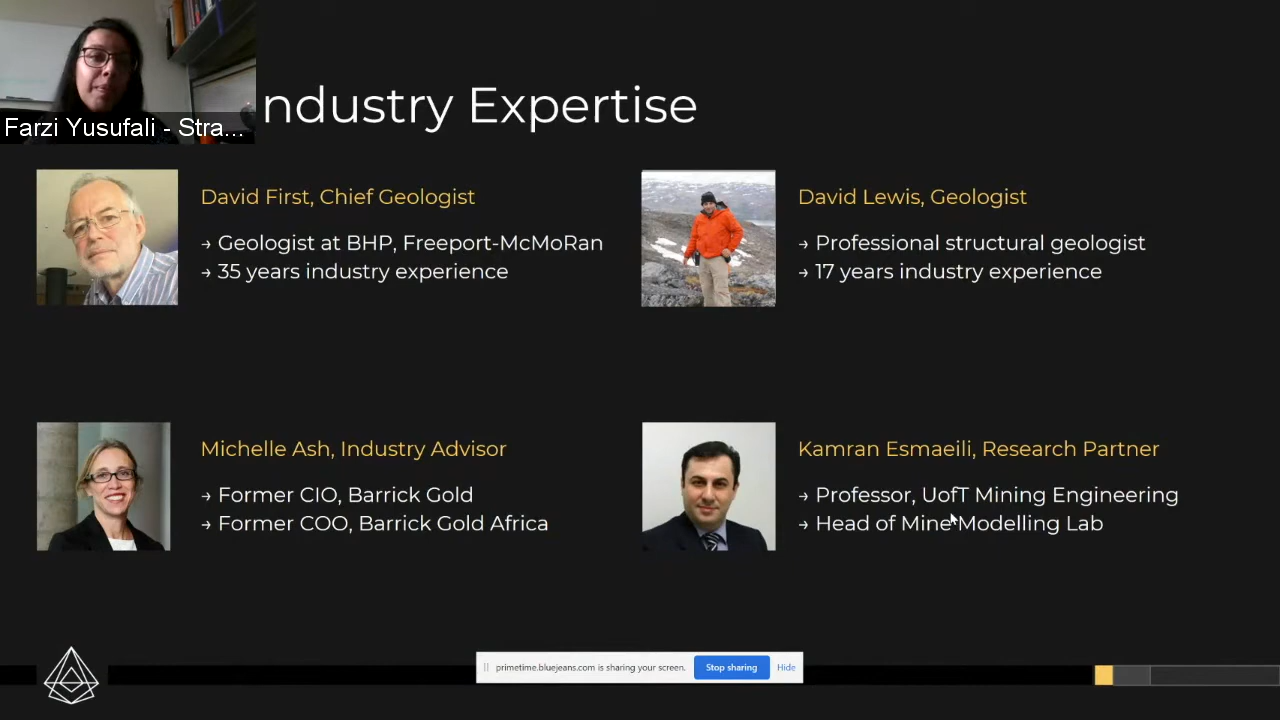 Farzi Yusufali - Stra...
ndustry Expertise
David First, Chief Geologist
→ Geologist at BHP, Freeport-McMoRan
→ 35 years industry experience
David Lewis, Geologist
→ Professional structural geologist
→ 17 years industry experience
Michelle Ash, Industry Advisor
→ Former CIO, Barrick Gold
→ Former COO, Barrick Gold Africa
Kamran Esmaeili, Research Partner
→ Professor, UofT Mining Engineering
→ Head of Mine Modelling Lab
primetime.bluejeans.com is sharing your screen.
Stop sharing
Hide